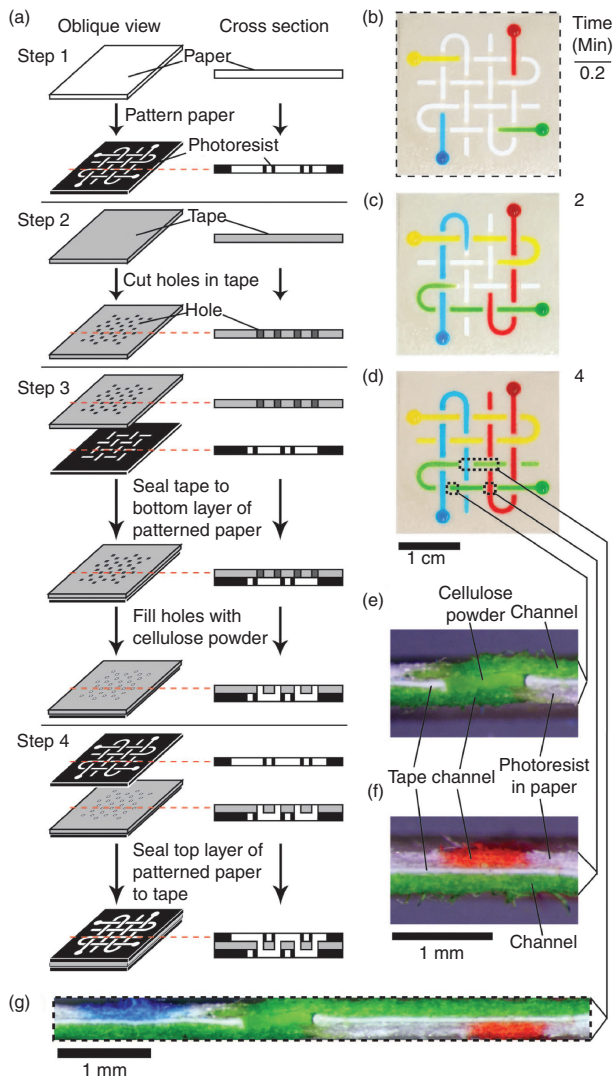 (a)
Oblique view
Cross section
Step 1
Paper
Pattern paper
Photoresist
Step 2
Tape
Cut holes in tape
Hole
Step 3
Seal tape to
bottom layer of
patterned paper
Fill holes with
cellulose powder
Step 4
Seal top layer of
patterned paper
to tape
(b)
Time
(Min)
0.2
(c)
2
(d)
4
1 cm
(e)
Cellulose
powder
Channel
Tape channel
Photoresist
in paper
(f)
Channel
1 mm
(g)
1 mm